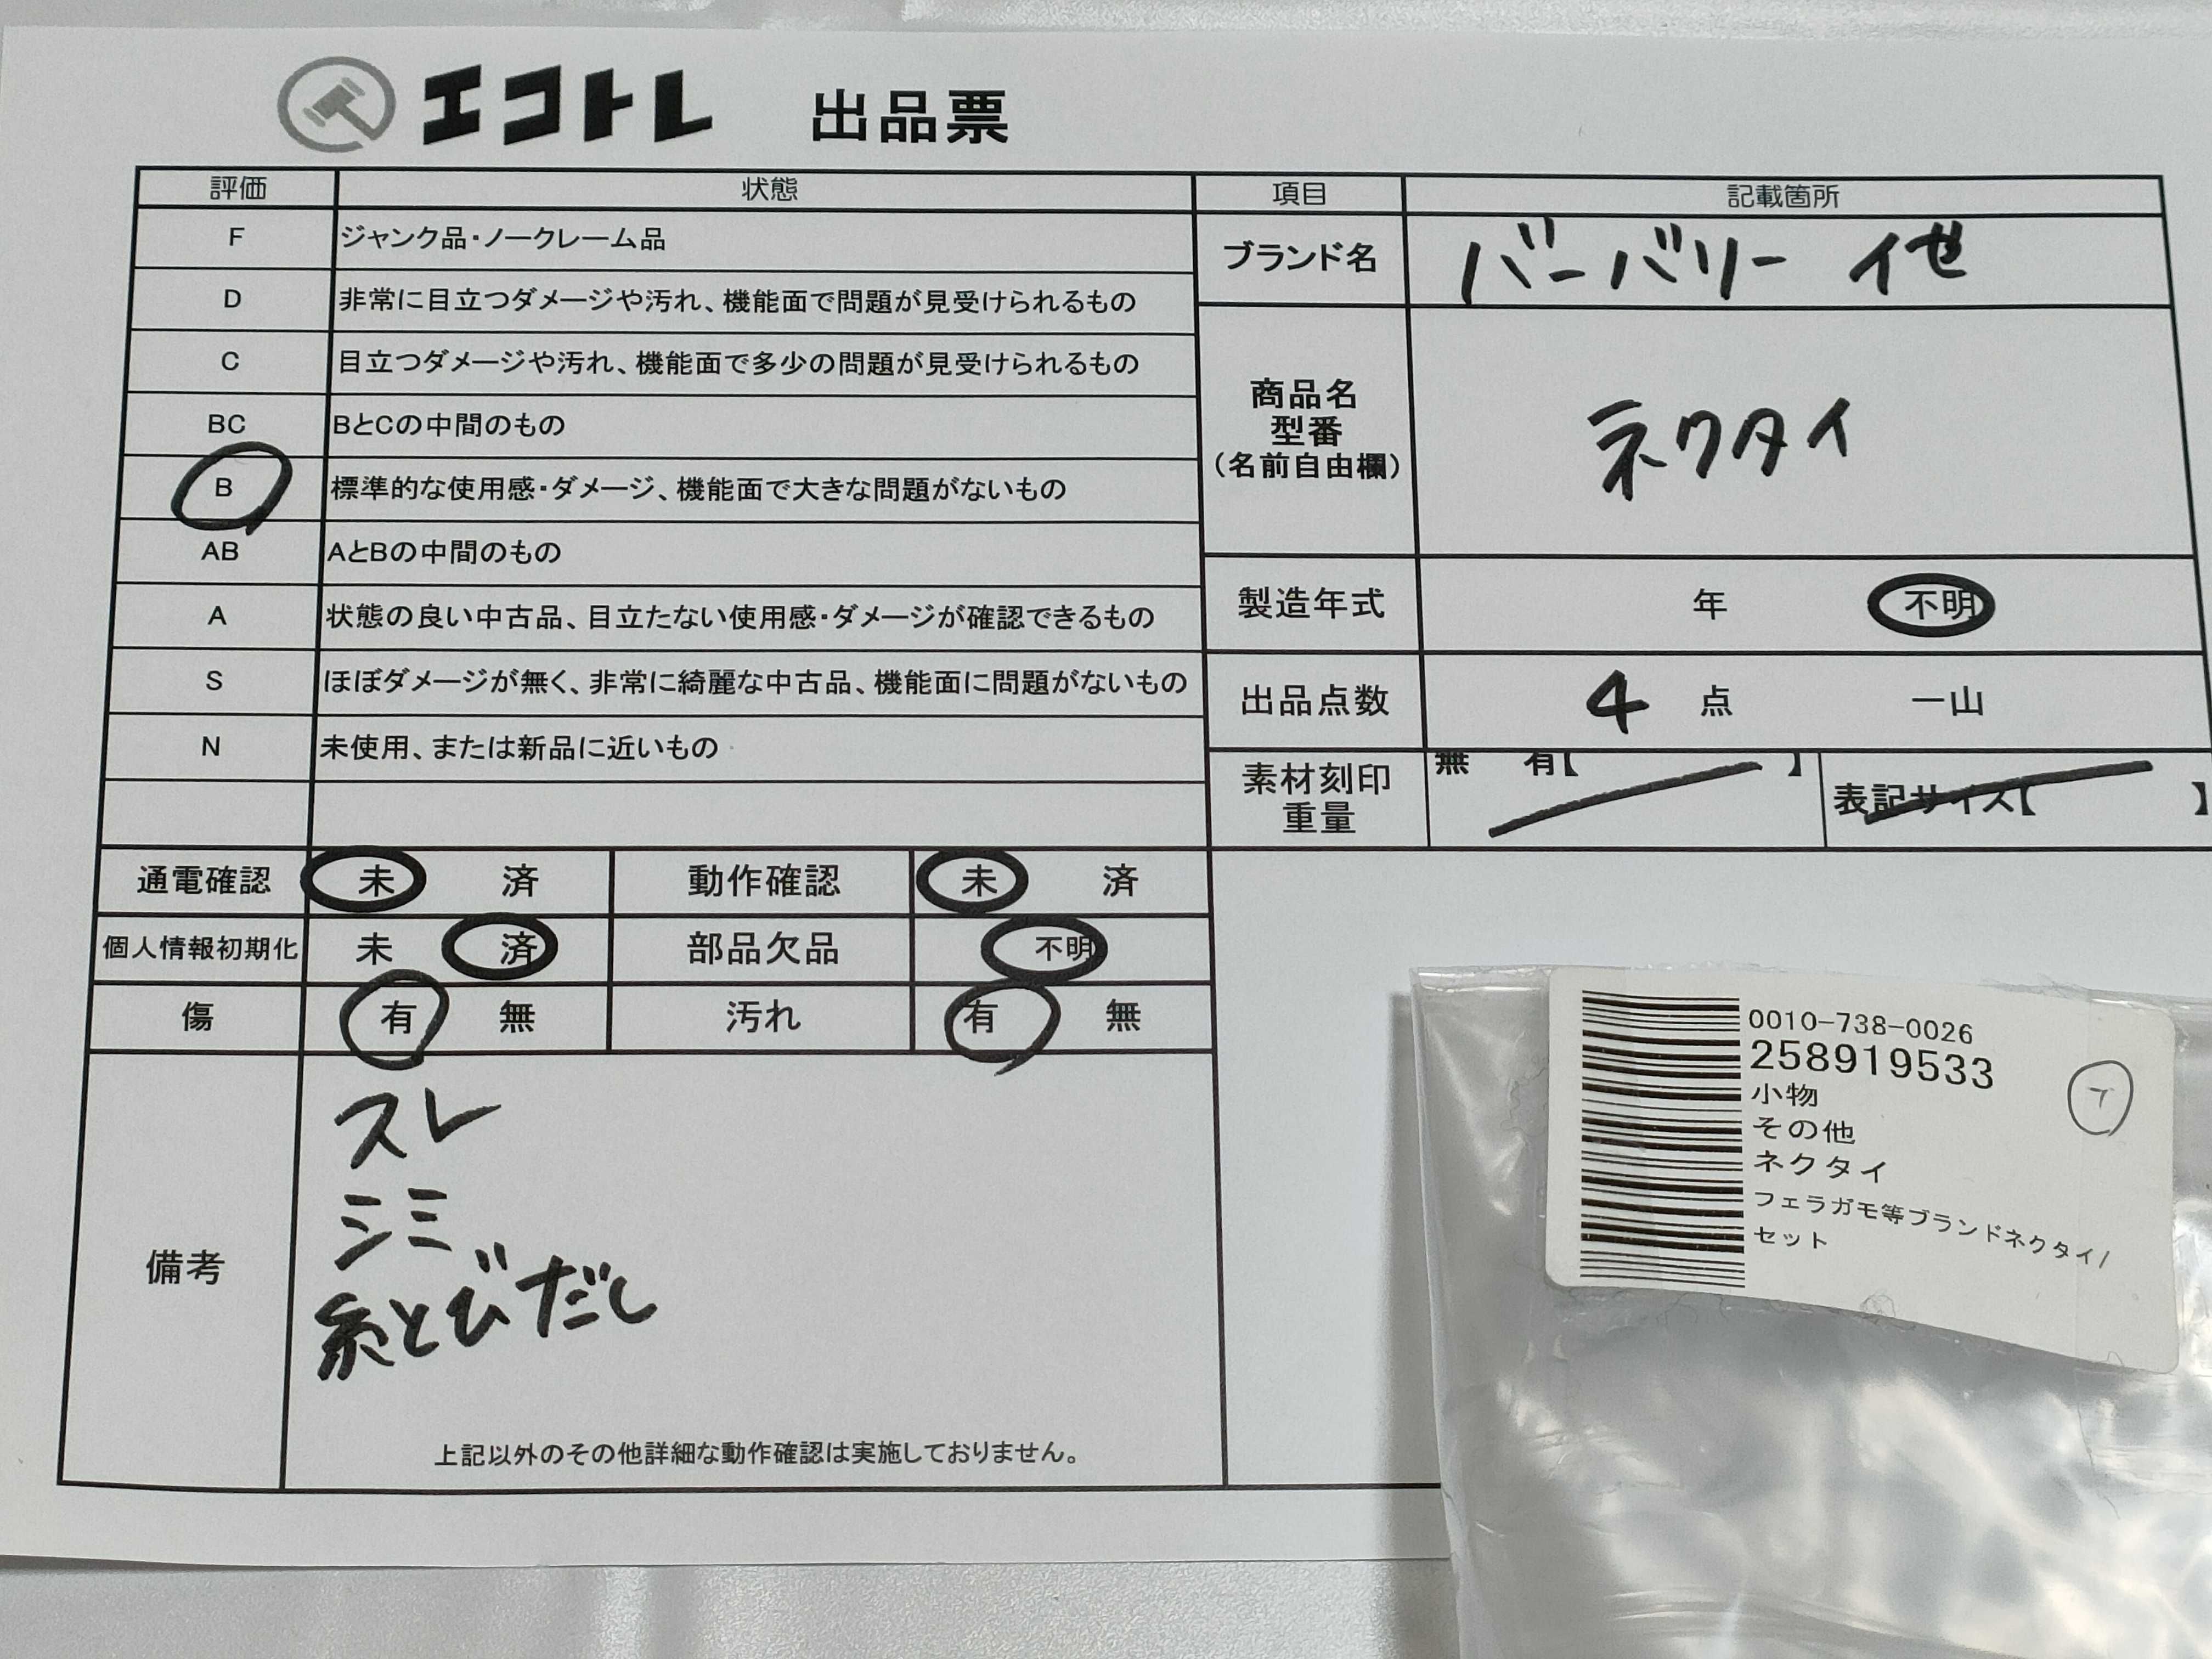 エコトレ 出品票
評価 状態
F ジャンク品・ノークレーム品
D 非常に目立つダメージや汚れ、機能面で問題が見受けられるもの
C 目立つダメージや汚れ、機能面で多少の問題が見受けられるもの
BC BとCの中間のもの
B 標準的な使用感・ダメージ、機能面で大きな問題がないもの
AB AとBの中間のもの
A 状態の良い中古品、目立たない使用感・ダメージが確認できるもの
S ほぼダメージが無く、非常に綺麗な中古品、機能面に問題がないもの
N 未使用、または新品に近いもの
項目 記載箇所
ブランド名 バーバリー 他
商品名
型番
(名前自由欄)
ネクタイ
製造年式 年 不明
出品点数 4 点 一山
素材刻印
重量
無 有【 】 表記サイズ【 】
通電確認 未 済 動作確認 未 済
個人情報初期化 未 済 部品欠品 不明
傷 有 無 汚れ 有 無
備考
スレ
シミ
糸とびだし
上記以外のその他詳細な動作確認は実施しておりません。
0010-738-0026
258919533
小物
その他
ネクタイ
フェラガモ等ブランドネクタイ/
セット